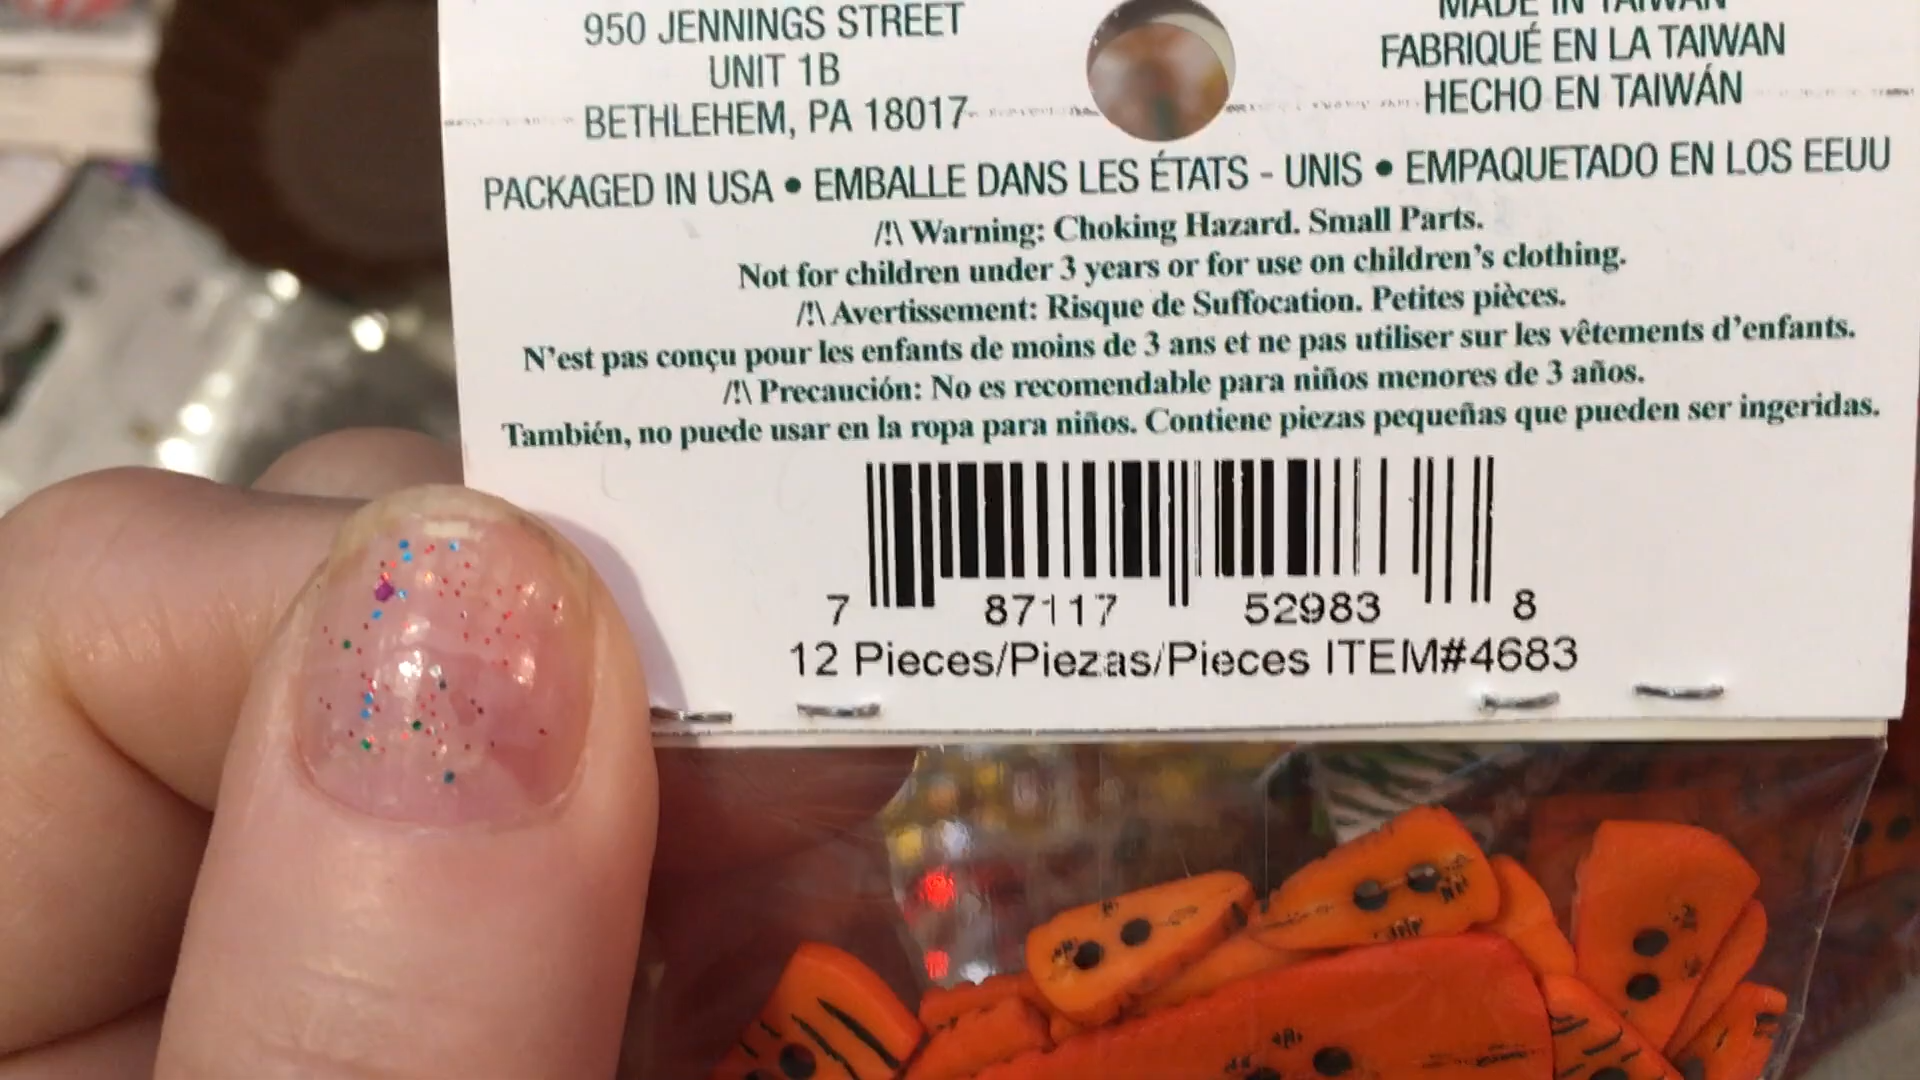 950 JENNINGS STREET
UNIT 1B
BETHLEHEM, PA 18017
MADE IN TAIWAN
FABRIQUÉ EN LA TAIWAN
HECHO EN TAIWÁN
PACKAGED IN USA • EMBALLE DANS LES ÉTATS - UNIS • EMPAQUETADO EN LOS EEUU
/!\ Warning: Choking Hazard. Small Parts.
Not for children under 3 years or for use on children's clothing.
/!\ Avertissement: Risque de Suffocation. Petites pièces.
N'est pas conçu pour les enfants de moins de 3 ans et ne pas utiliser sur les vêtements d'enfants.
/!\ Precaución: No es recomendable para niños menores de 3 años.
También, no puede usar en la ropa para niños. Contiene piezas pequeñas que pueden ser ingeridas.
7 87117 52983 8
12 Pieces/Piezas/Pieces ITEM#4683